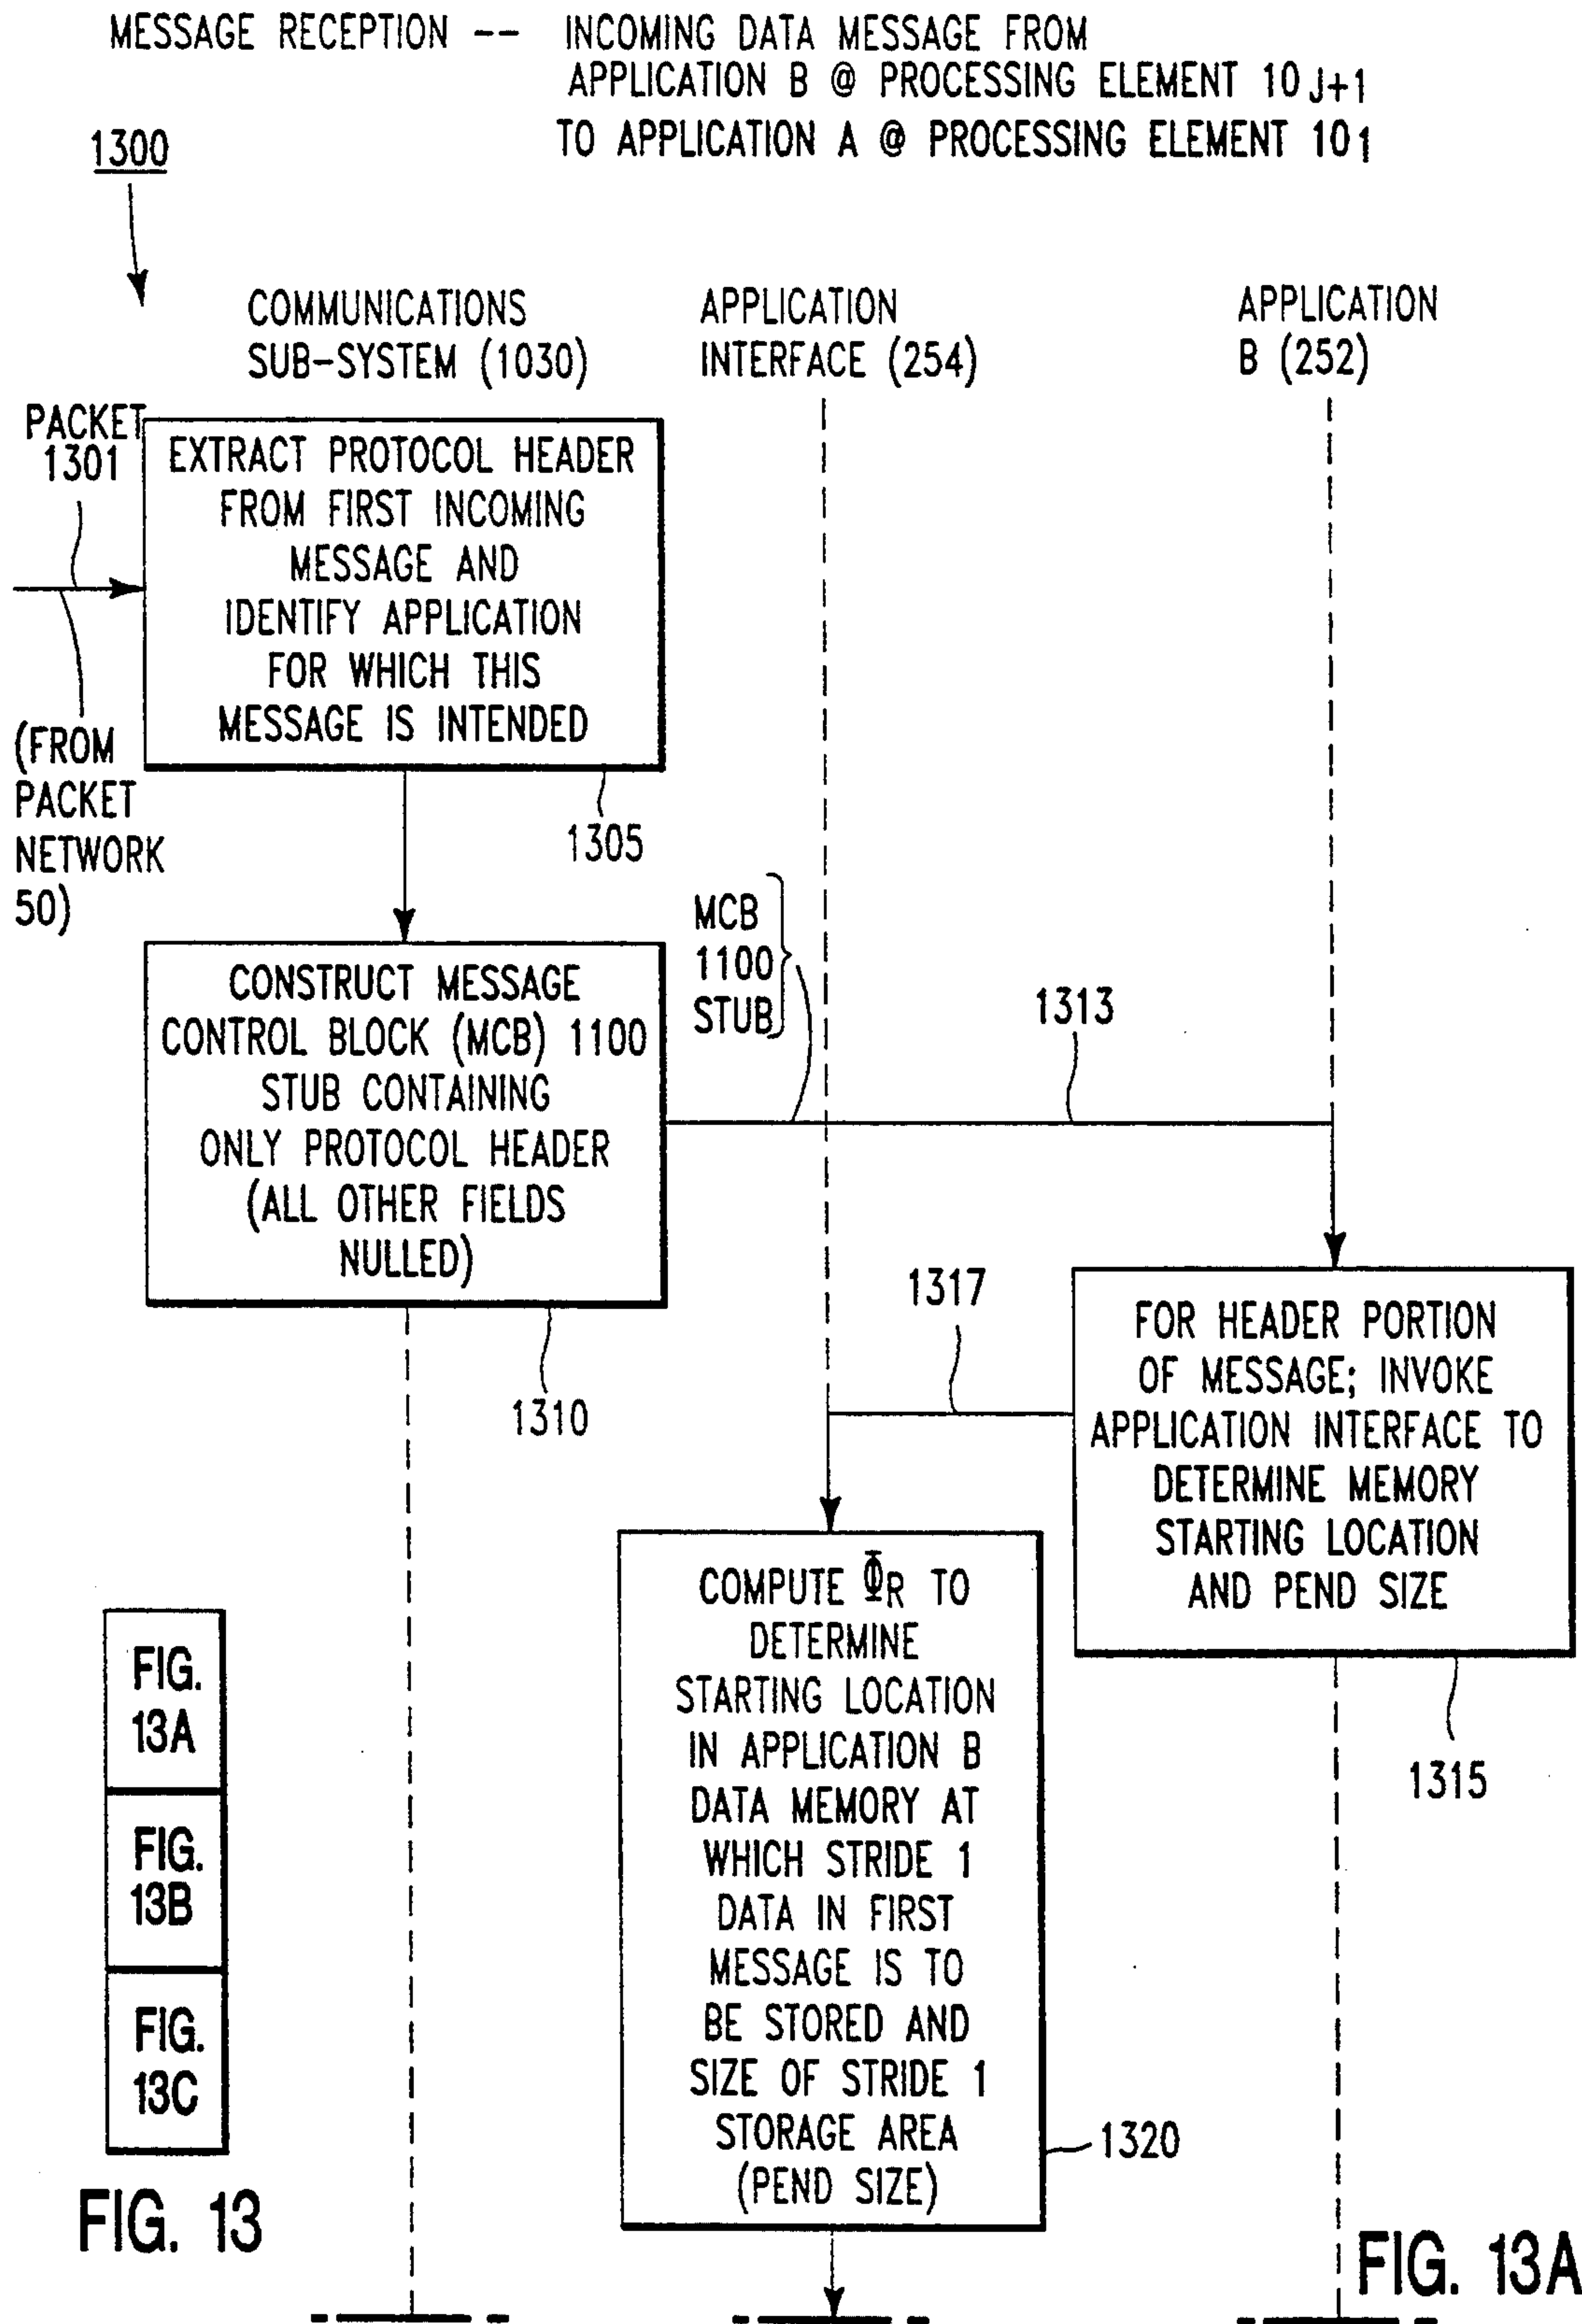 MESSAGE RECEPTION -- INCOMING DATA MESSAGE FROM
APPLICATION B @ PROCESSING ELEMENT 10 J+1
TO APPLICATION A @ PROCESSING ELEMENT 10 1
1300
COMMUNICATIONS
SUB-SYSTEM (1030)
APPLICATION
INTERFACE (254)
APPLICATION
B (252)
PACKET
1301
EXTRACT PROTOCOL HEADER
FROM FIRST INCOMING
MESSAGE AND
IDENTIFY APPLICATION
FOR WHICH THIS
MESSAGE IS INTENDED
(FROM
PACKET
NETWORK
50)
1305
MCB
1100
STUB
CONSTRUCT MESSAGE
CONTROL BLOCK (MCB) 1100
STUB CONTAINING
ONLY PROTOCOL HEADER
(ALL OTHER FIELDS
NULLED)
1313
1310
1317
FOR HEADER PORTION
OF MESSAGE; INVOKE
APPLICATION INTERFACE TO
DETERMINE MEMORY
STARTING LOCATION
AND PEND SIZE
1315
COMPUTE ΦR TO
DETERMINE
STARTING LOCATION
IN APPLICATION B
DATA MEMORY AT
WHICH STRIDE 1
DATA IN FIRST
MESSAGE IS TO
BE STORED AND
SIZE OF STRIDE 1
STORAGE AREA
(PEND SIZE)
1320
FIG.
13A
FIG.
13B
FIG.
13C
FIG. 13
FIG. 13A